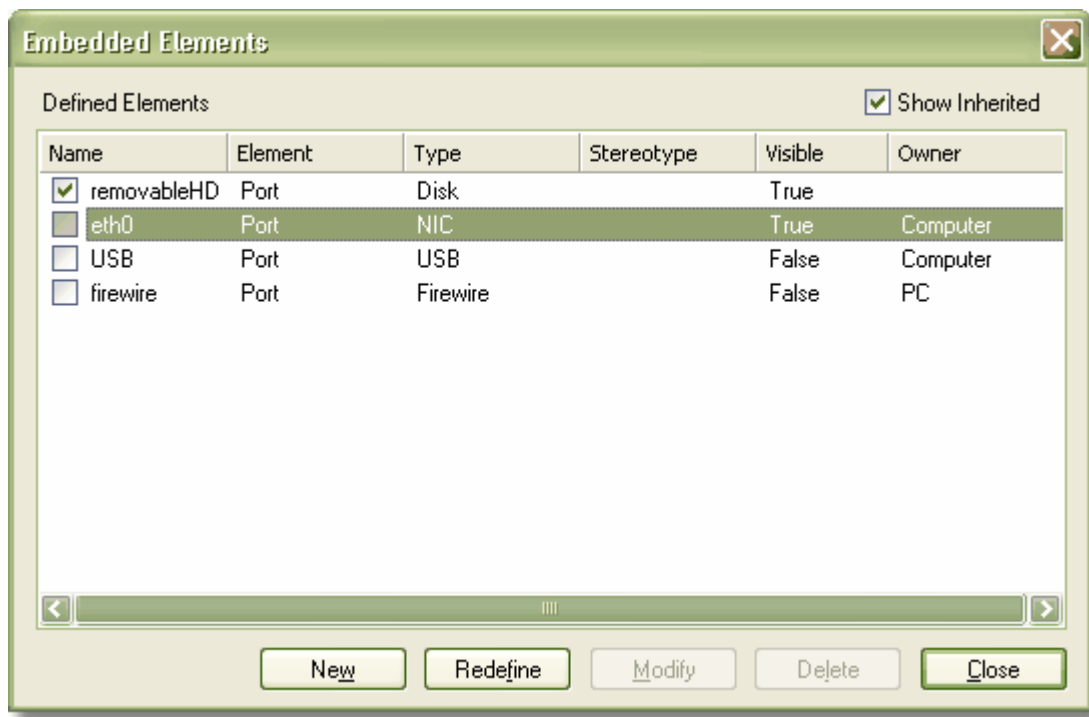 Embedded Elements
Defined Elements Show Inherited
Name Element Type Stereotype Visible Owner
removableHD Port Disk True
eth0 Port NIC True Computer
USB Port USB False Computer
firewire Port Firewire False PC
New Redefine Modify Delete Close